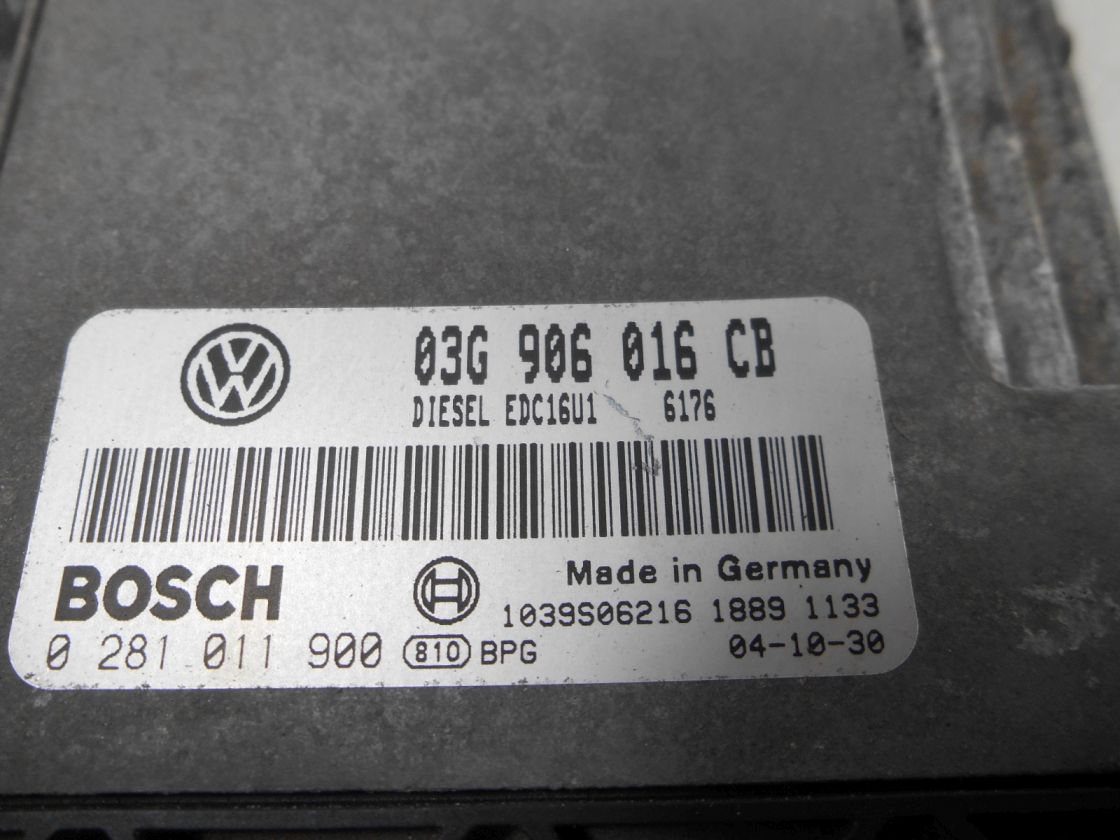 03G 906 016 CB
DIESEL EDC16U1 6176
BOSCH
Made in Germany
1039S06216 1889 1133
0 281 011 900 810 BPG 04-10-30